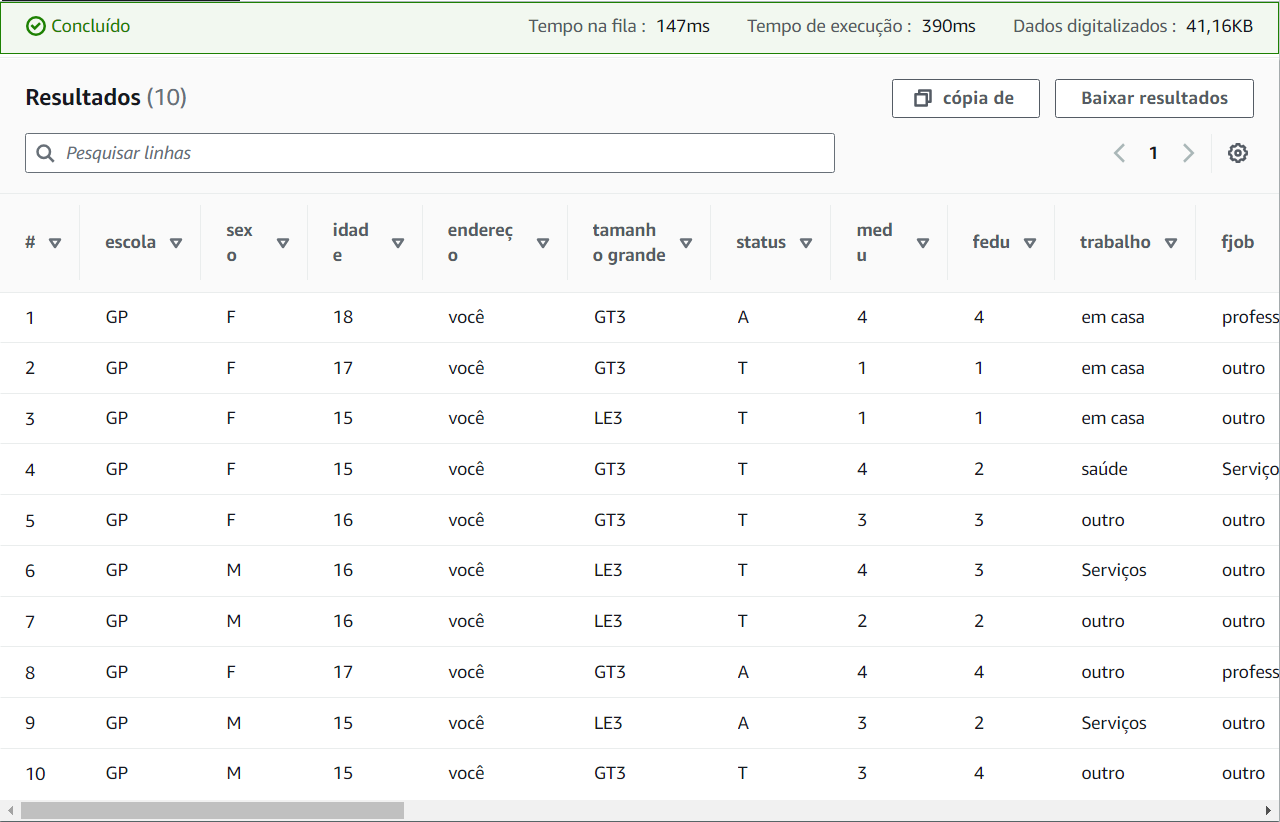 Concluído Tempo na fila : 147ms Tempo de execução : 390ms Dados digitalizados : 41,16KB
Resultados (10) cópia de Baixar resultados
Pesquisar linhas 1
# escola sex
o idad
e endereç
o tamanh
o grande status med
u fedu trabalho fjob
1 GP F 18 você GT3 A 4 4 em casa profess
2 GP F 17 você GT3 T 1 1 em casa outro
3 GP F 15 você LE3 T 1 1 em casa outro
4 GP F 15 você GT3 T 4 2 saúde Serviço
5 GP F 16 você GT3 T 3 3 outro outro
6 GP M 16 você LE3 T 4 3 Serviços outro
7 GP M 16 você LE3 T 2 2 outro outro
8 GP F 17 você GT3 A 4 4 outro profess
9 GP M 15 você LE3 A 3 2 Serviços outro
10 GP M 15 você GT3 T 3 4 outro outro